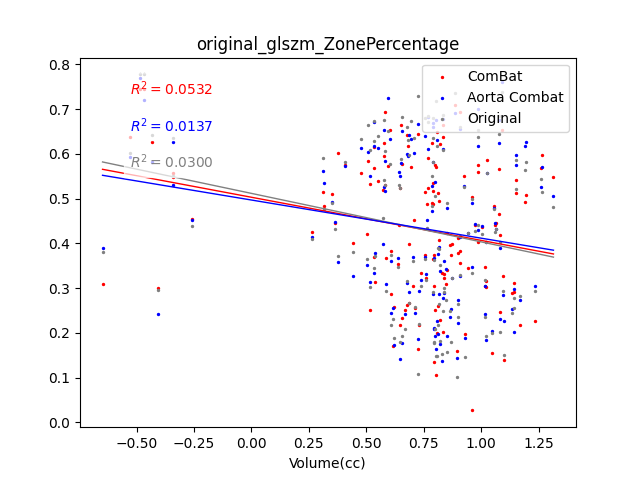 original_glszm_ZonePercentage
ComBat
Aorta Combat
Original
R² = 0.0532
R² = 0.0137
R² = 0.0300
0.8
0.7
0.6
0.5
0.4
0.3
0.2
0.1
0.0
−0.50 −0.25 0.00 0.25 0.50 0.75 1.00 1.25
Volume(cc)